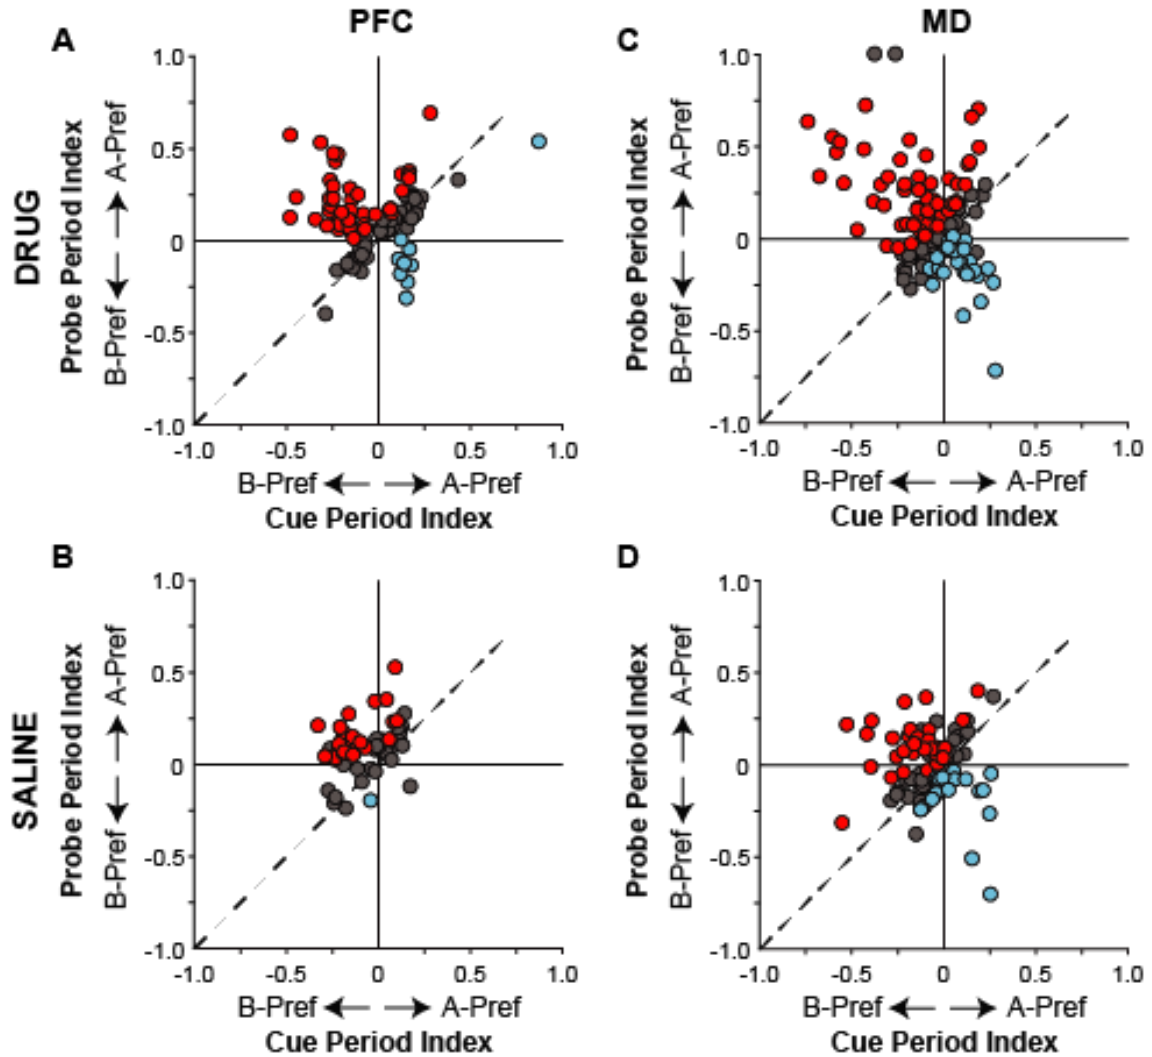 PFC
MD
A
C
DRUG
Probe Period Index
B-Pref
A-Pref
1.0
0.5
0
-0.5
-1.0
-1.0
-0.5
0
0.5
1.0
B-Pref
A-Pref
Cue Period Index
Probe Period Index
B-Pref
A-Pref
1.0
0.5
0
-0.5
-1.0
-1.0
-0.5
0
0.5
1.0
B-Pref
A-Pref
Cue Period Index
B
D
SALINE
Probe Period Index
B-Pref
A-Pref
1.0
0.5
0
-0.5
-1.0
-1.0
-0.5
0
0.5
1.0
B-Pref
A-Pref
Cue Period Index
Probe Period Index
B-Pref
A-Pref
1.0
0.5
0
-0.5
-1.0
-1.0
-0.5
0
0.5
1.0
B-Pref
A-Pref
Cue Period Index